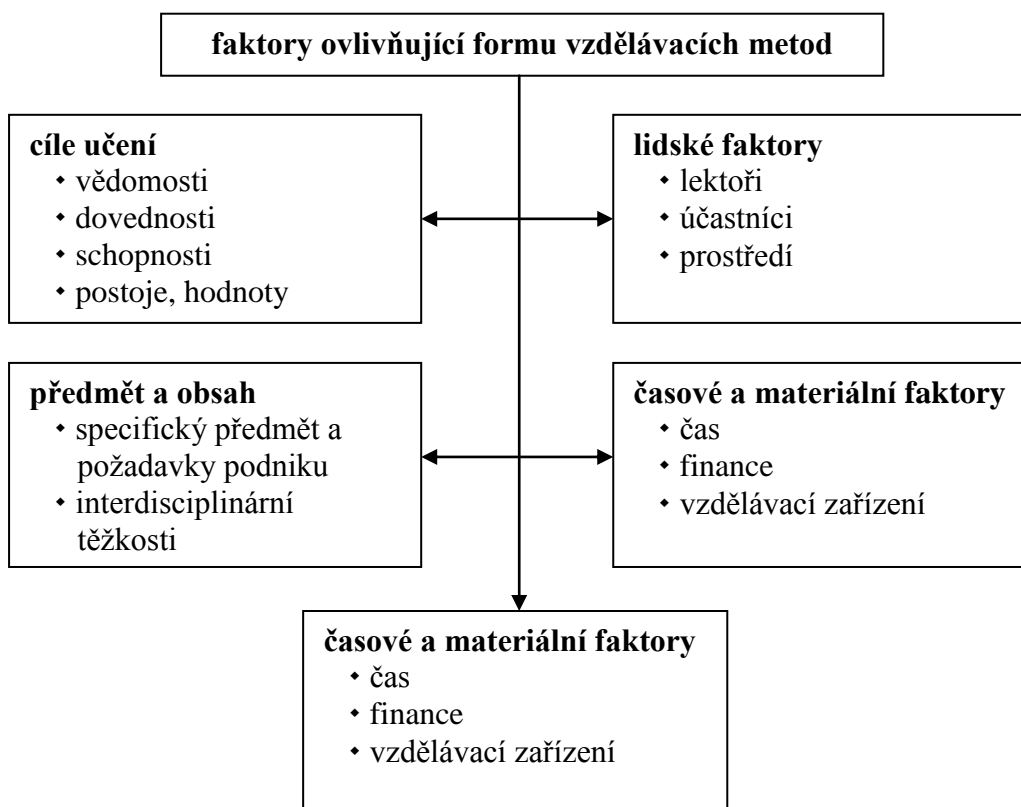 faktory ovlivňující formu vzdělávacích metod
cíle učení
• vědomosti
• dovednosti
• schopnosti
• postoje, hodnoty
lidské faktory
• lektoři
• účastníci
• prostředí
předmět a obsah
• specifický předmět a
požadavky podniku
• interdisciplinární
těžkosti
časové a materiální faktory
• čas
• finance
• vzdělávací zařízení
časové a materiální faktory
• čas
• finance
• vzdělávací zařízení